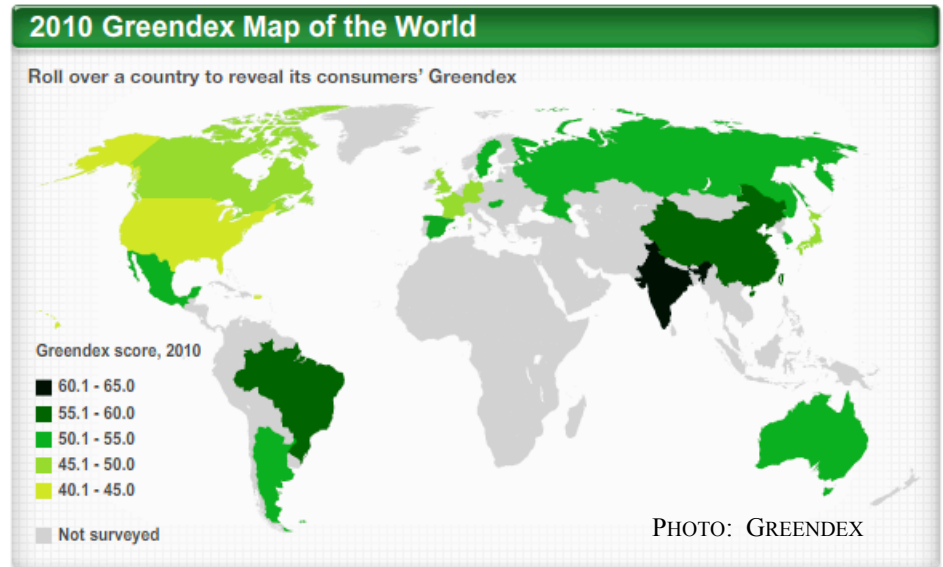 2010 Greendex Map of the World
Roll over a country to reveal its consumers' Greendex
Greendex score, 2010
60.1 - 65.0
55.1 - 60.0
50.1 - 55.0
45.1 - 50.0
40.1 - 45.0
Not surveyed
PHOTO: GREENDEX